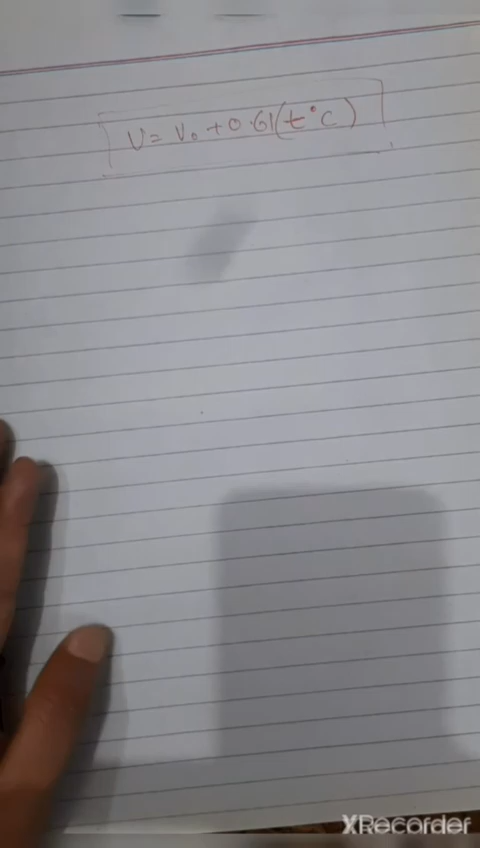 V = V₀ + 0.61(t°C)
XRecorder